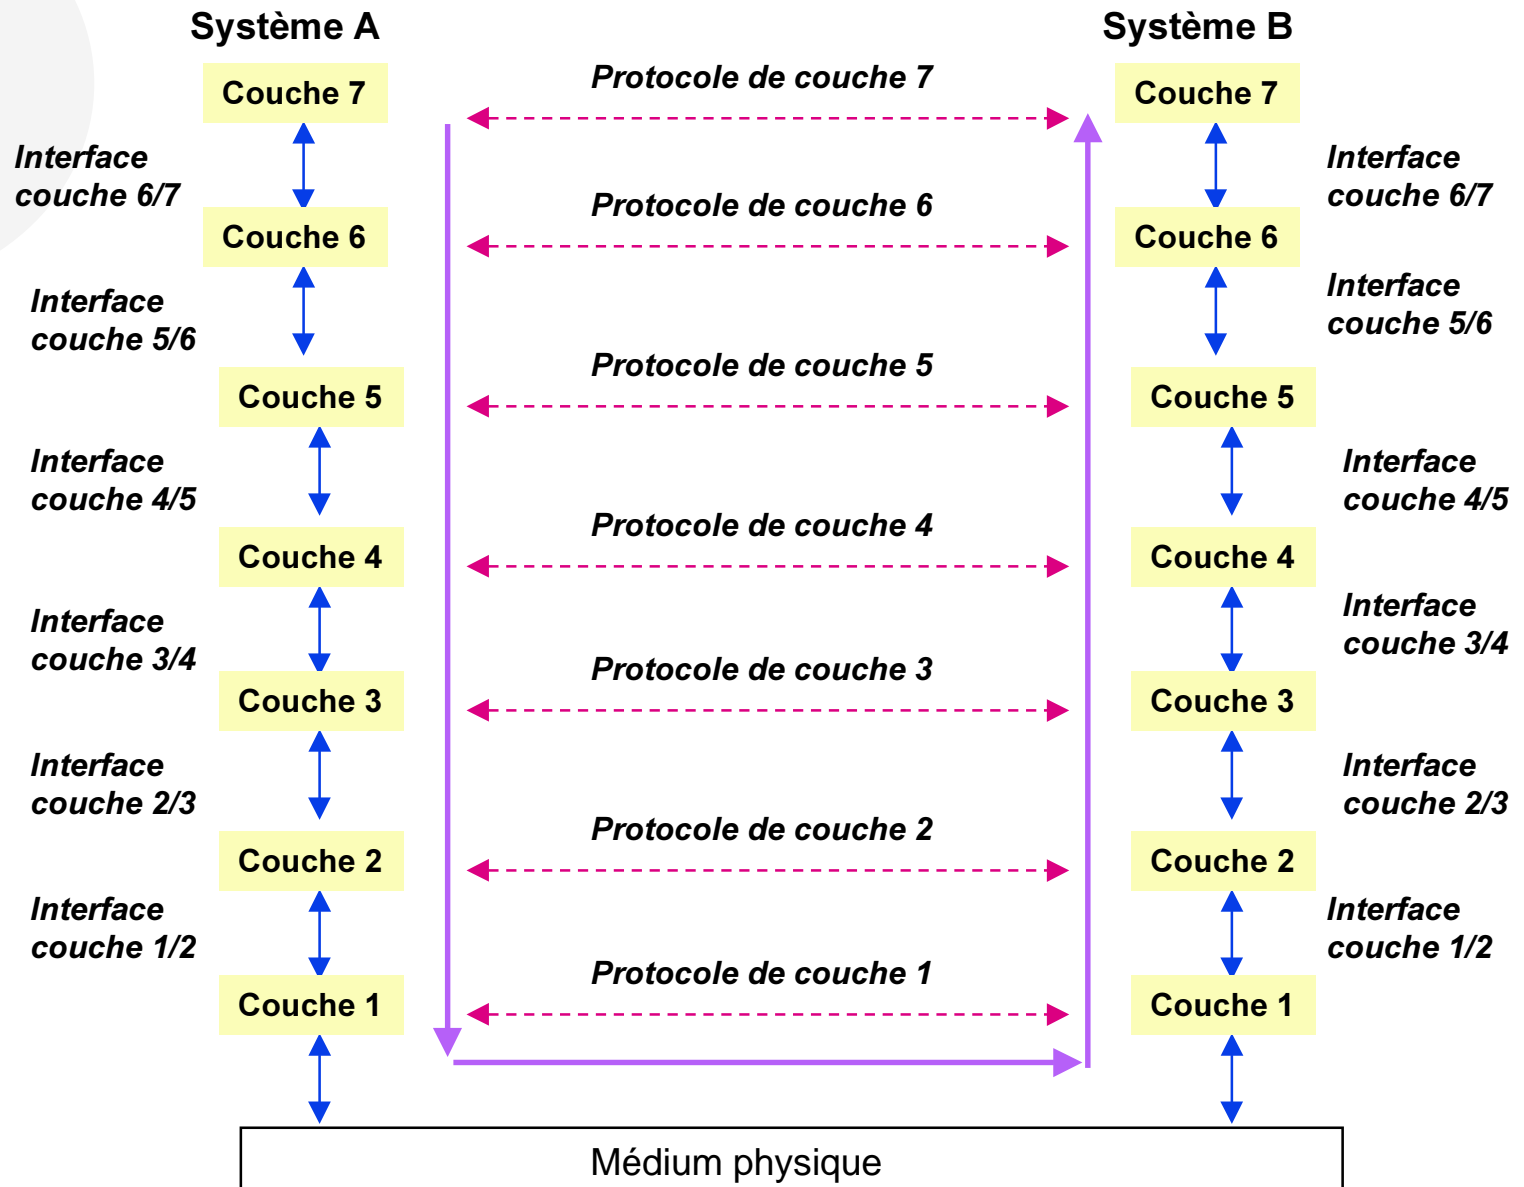 Système A
Système B
Couche 7
Protocole de couche 7
Couche 7
Interface
couche 6/7
Interface
couche 6/7
Couche 6
Protocole de couche 6
Couche 6
Interface
couche 5/6
Interface
couche 5/6
Couche 5
Protocole de couche 5
Couche 5
Interface
couche 4/5
Interface
couche 4/5
Couche 4
Protocole de couche 4
Couche 4
Interface
couche 3/4
Interface
couche 3/4
Couche 3
Protocole de couche 3
Couche 3
Interface
couche 2/3
Interface
couche 2/3
Couche 2
Protocole de couche 2
Couche 2
Interface
couche 1/2
Interface
couche 1/2
Couche 1
Protocole de couche 1
Couche 1
Médium physique